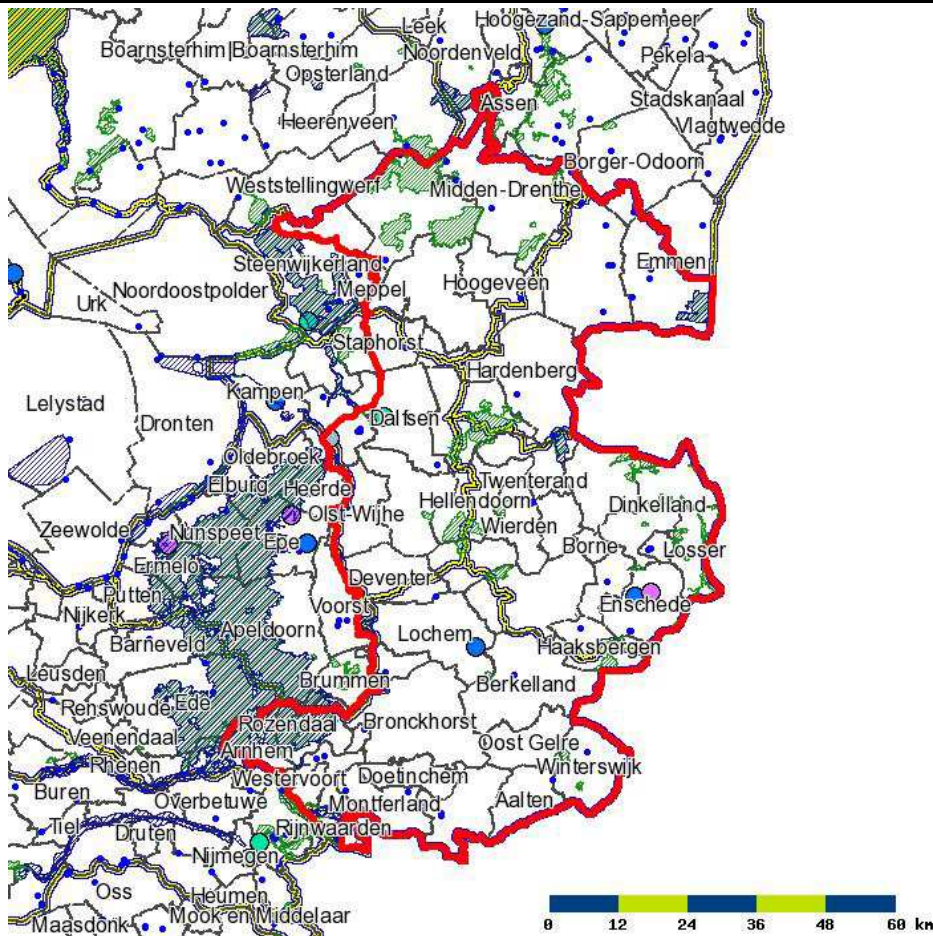 Leek
Hoogezand-Sappemeer
Boarnsterhim|Boarnsterhim
Noordenveld
Pekela
Opsterland
Assen
Stadskanaal
Heerenveen
Vlagtwedde
Borger-Odoorn
Weststellingwerf
Midden-Drenthe
Steenwijkerland
Emmen
Noordoostpolder
Meppel
Hoogeveen
Urk
Staphorst
Hardenberg
Kampen
Lelystad
Dronten
Dalfsen
Oldebroek
Elburg
Heerde
Twenterand
Hellendoorn
Dinkelland
Olst-Wijhe
Zeewolde
Nunspeet
Epe
Wierden
Borne
Losser
Ermelo
Putten
Deventer
Nijkerk
Voorst
Enschede
Apeldoorn
Lochem
Barneveld
Haaksbergen
Leusden
Brummen
Berkelland
Renswoude
Ede
Rozendaal
Bronckhorst
Veenendaal
Arnhem
Oost Gelre
Rhenen
Winterswijk
Westervoort
Doetinchem
Buren
Overbetuwe
Montferland
Aalten
Tiel
Druten
Rijnwaarden
Nijmegen
Oss
Heumen
Maasdonk
Mook en Middelaar
0 12 24 36 48 60 km